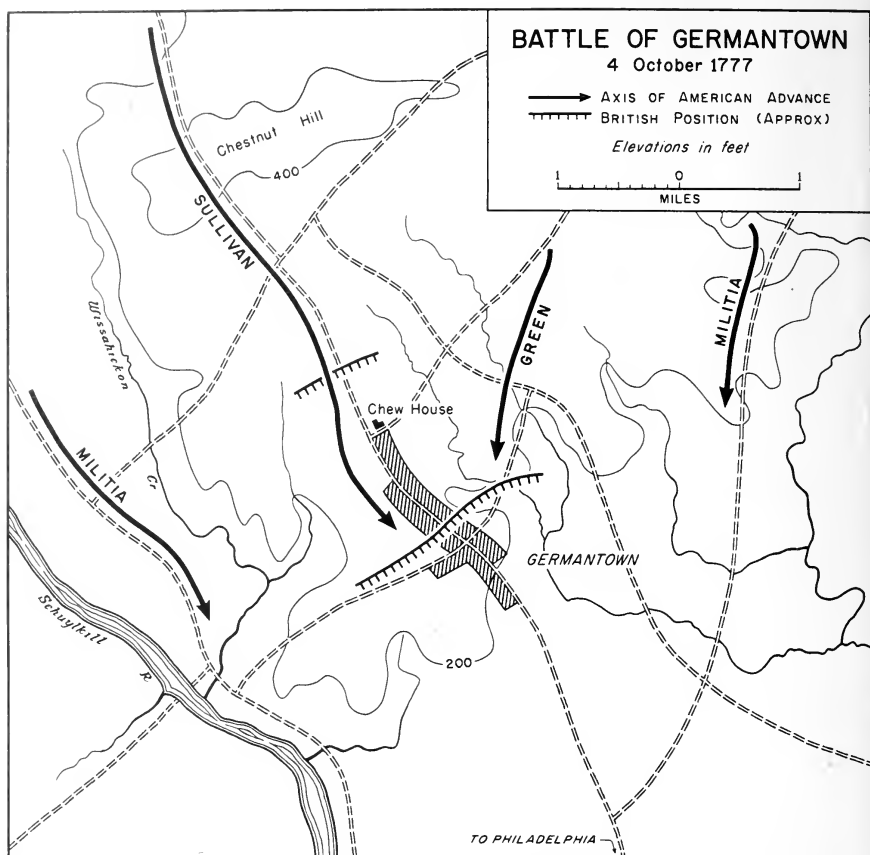 BATTLE OF GERMANTOWN
4 October 1777
AXIS OF AMERICAN ADVANCE
BRITISH POSITION (APPROX)
Elevations in feet
1 0 1
MILES
Chestnut Hill
400
SULLIVAN
Wissahickon
Cr
GREEN
MILITIA
Chew House
MILITIA
GERMANTOWN
Schuylkill
R
200
TO PHILADELPHIA